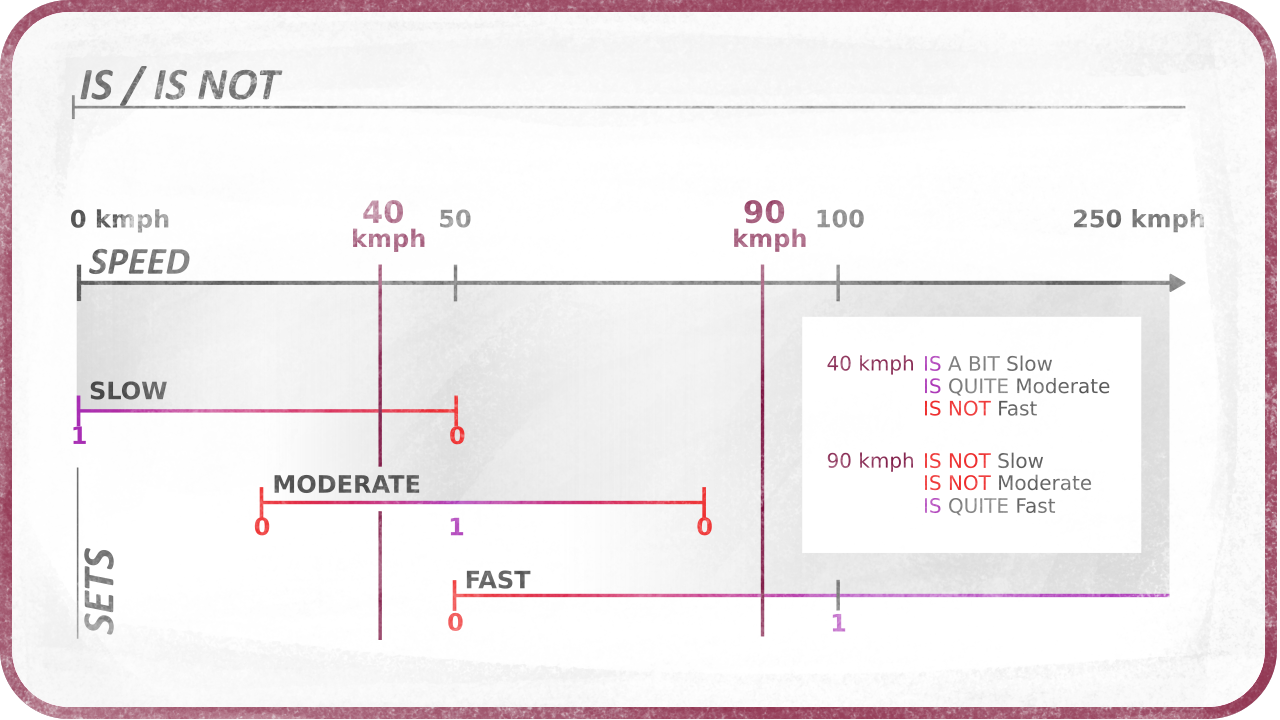 IS / IS NOT
0 kmph
40
kmph
50
90
kmph
100
250 kmph
SPEED
40 kmph IS A BIT Slow
IS QUITE Moderate
IS NOT Fast
90 kmph IS NOT Slow
IS NOT Moderate
IS QUITE Fast
SLOW
1
0
MODERATE
0
1
0
SETS
FAST
0
1